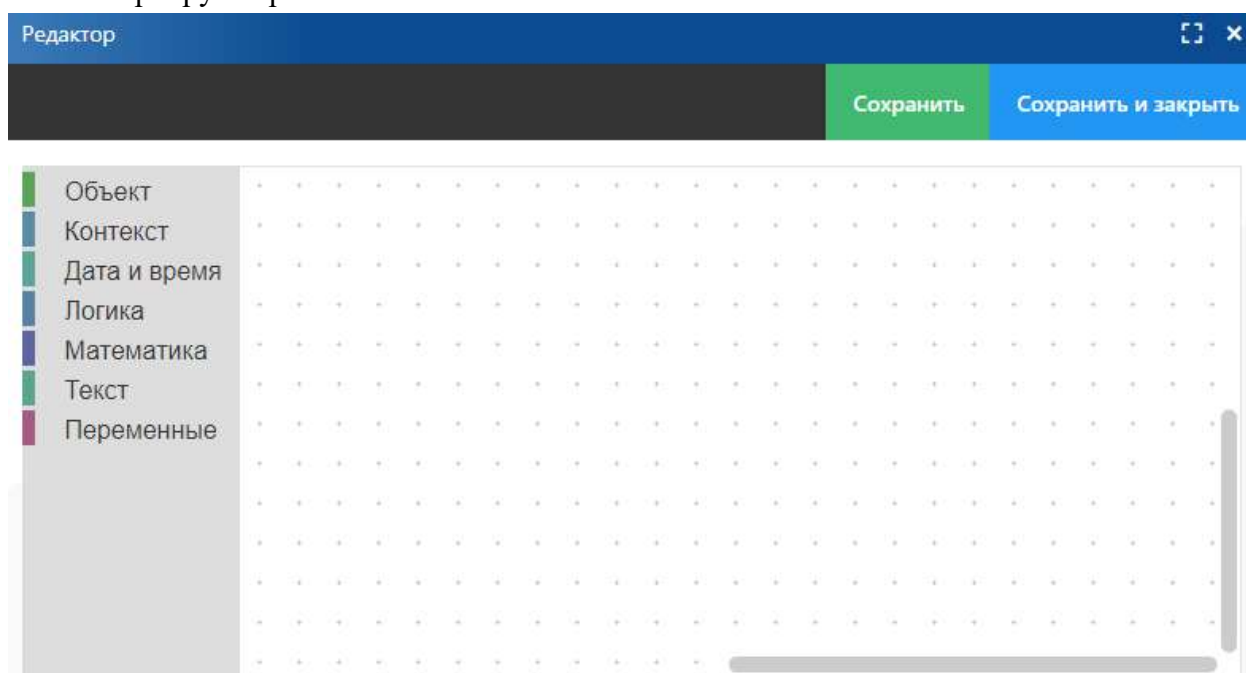 Редактор
Сохранить Сохранить и закрыть
Объект
Контекст
Дата и время
Логика
Математика
Текст
Переменные